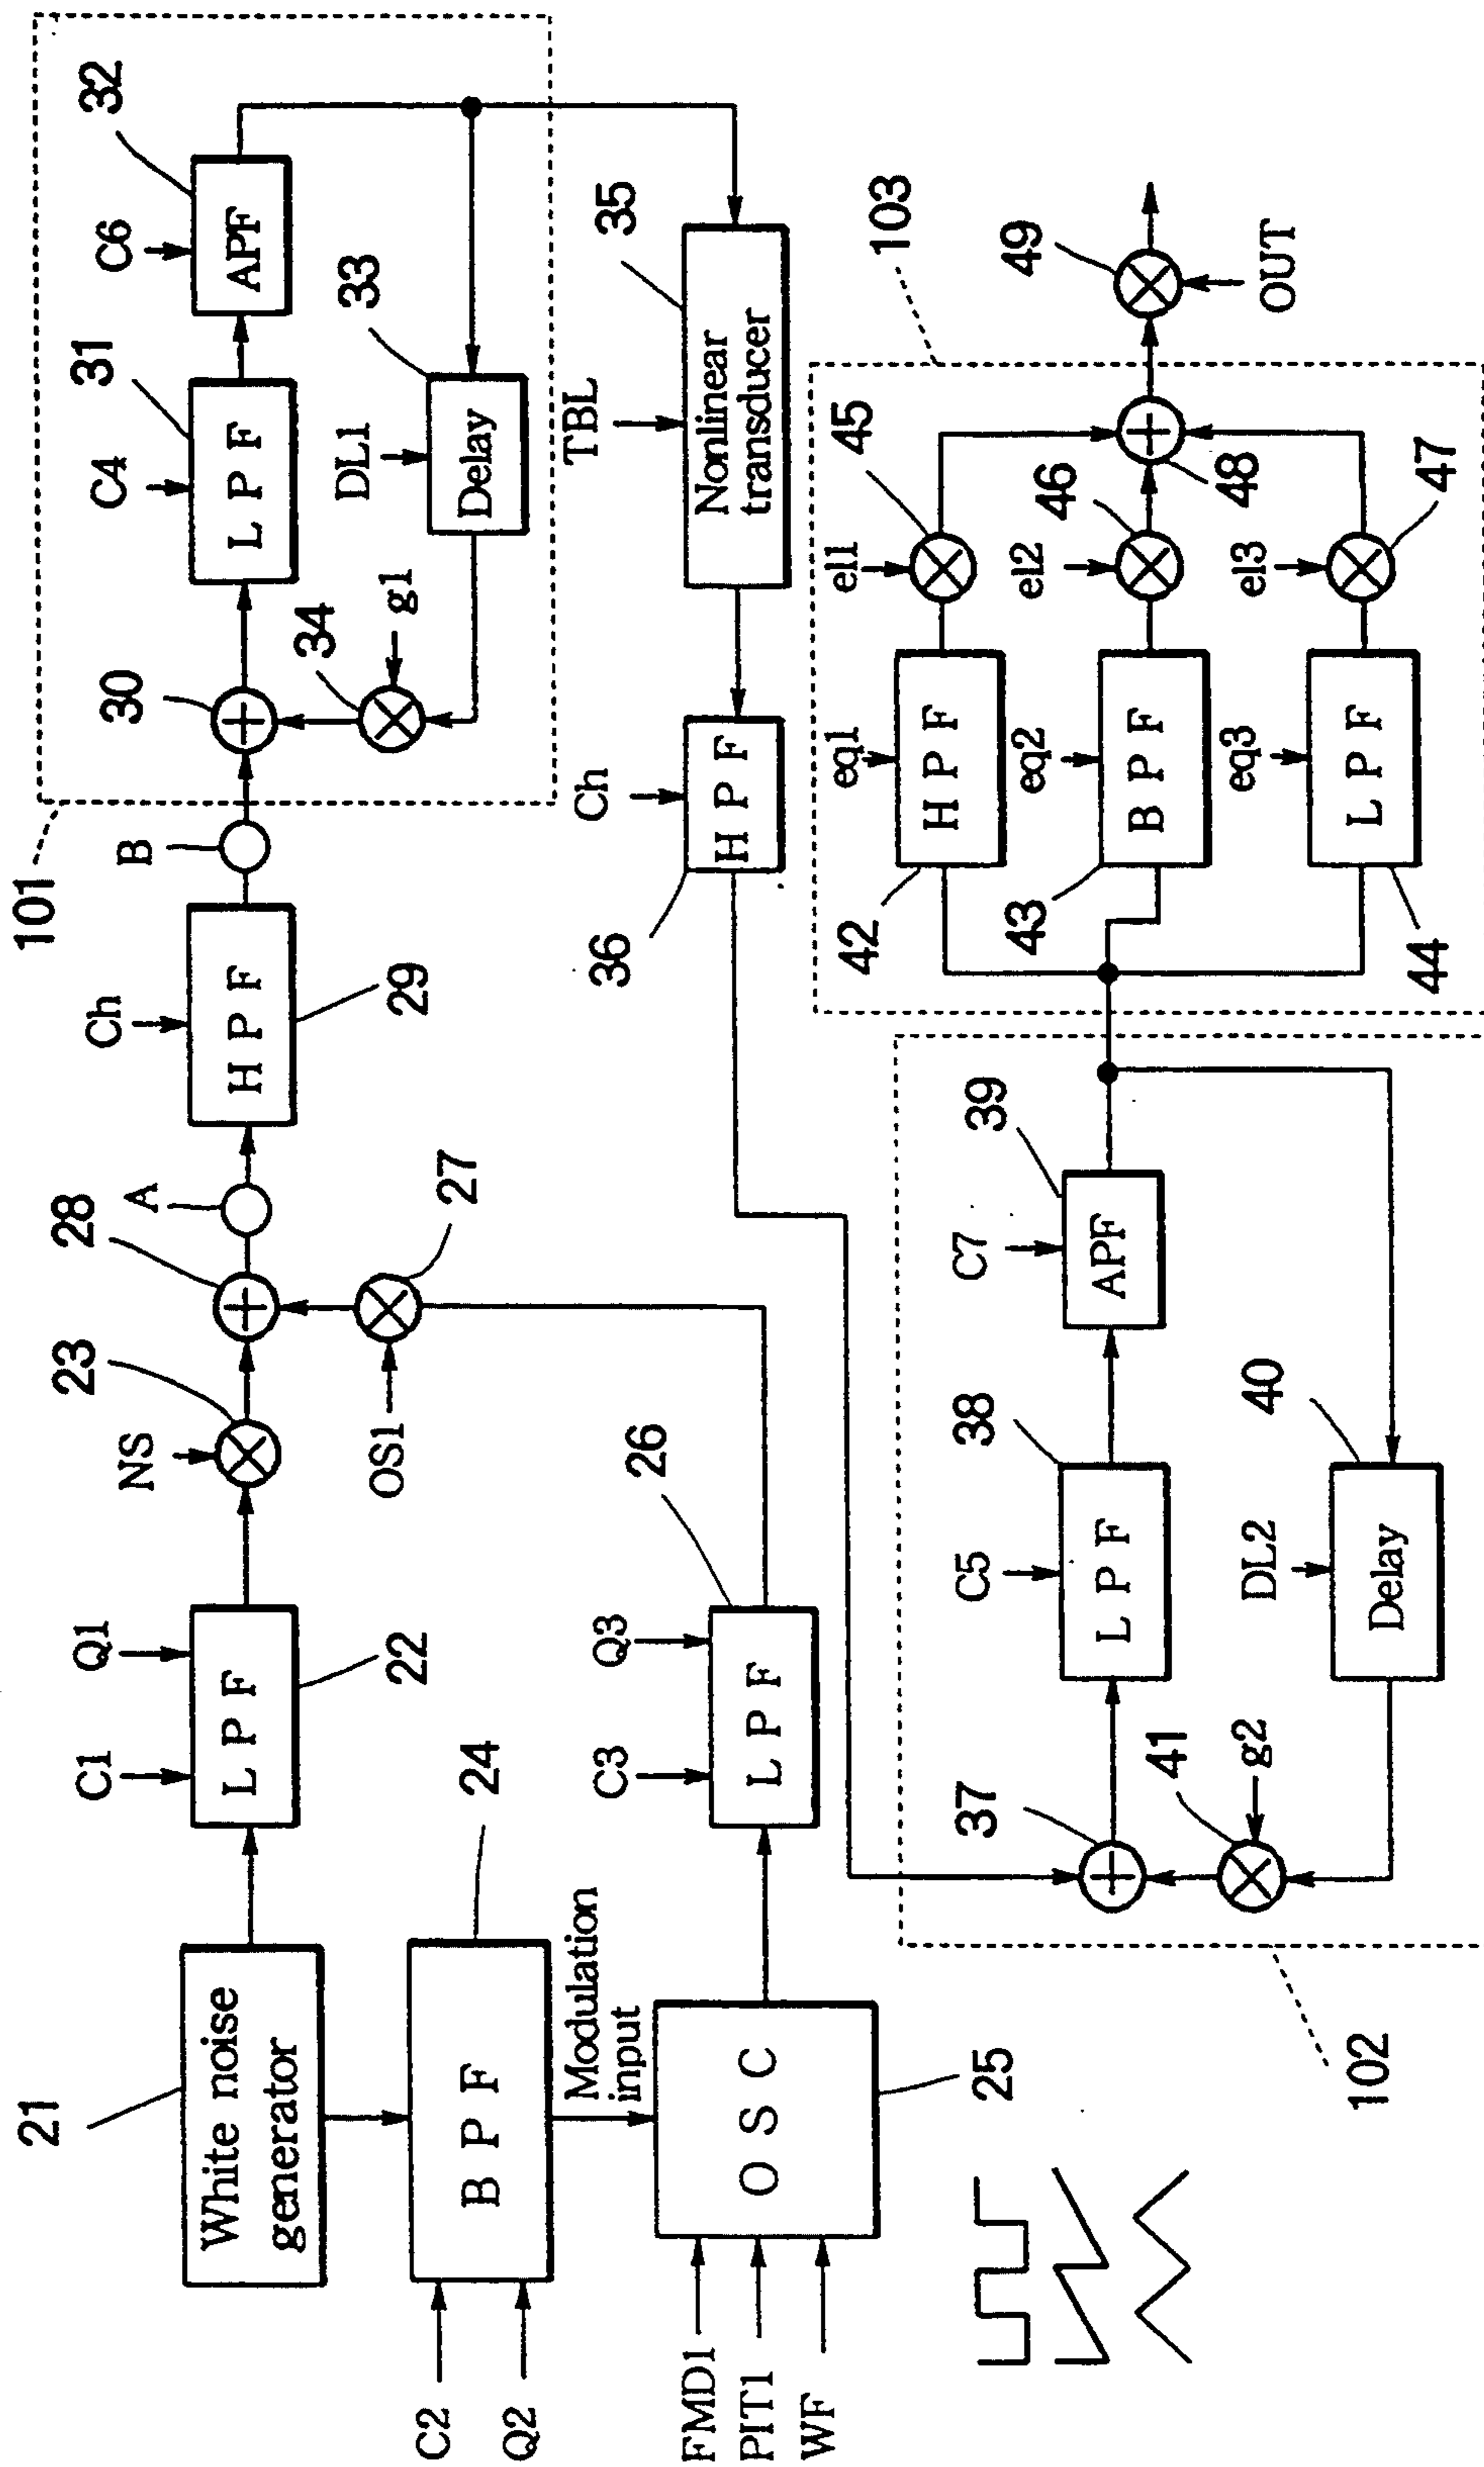 21
White noise
generator
C1
Q1
L P F
22
NS
23
28
A
Ch
H P F
29
B
101
30
C4
31
L P F
C6
32
APF
33
DL1
Delay
34
g1
C2
Q2
24
B P F
Modulation
input
OS1
27
26
C3
Q3
L P F
FMD1
PIT1
WF
O S C
25
TBL
35
Nonlinear
transducer
Ch
H P F
36
37
C5
38
L P F
C7
39
APF
40
DL2
Delay
41
g2
102
103
eq1
H P F
42
el1
45
eq2
B P F
43
el2
46
eq3
L P F
44
el3
47
48
49
OUT